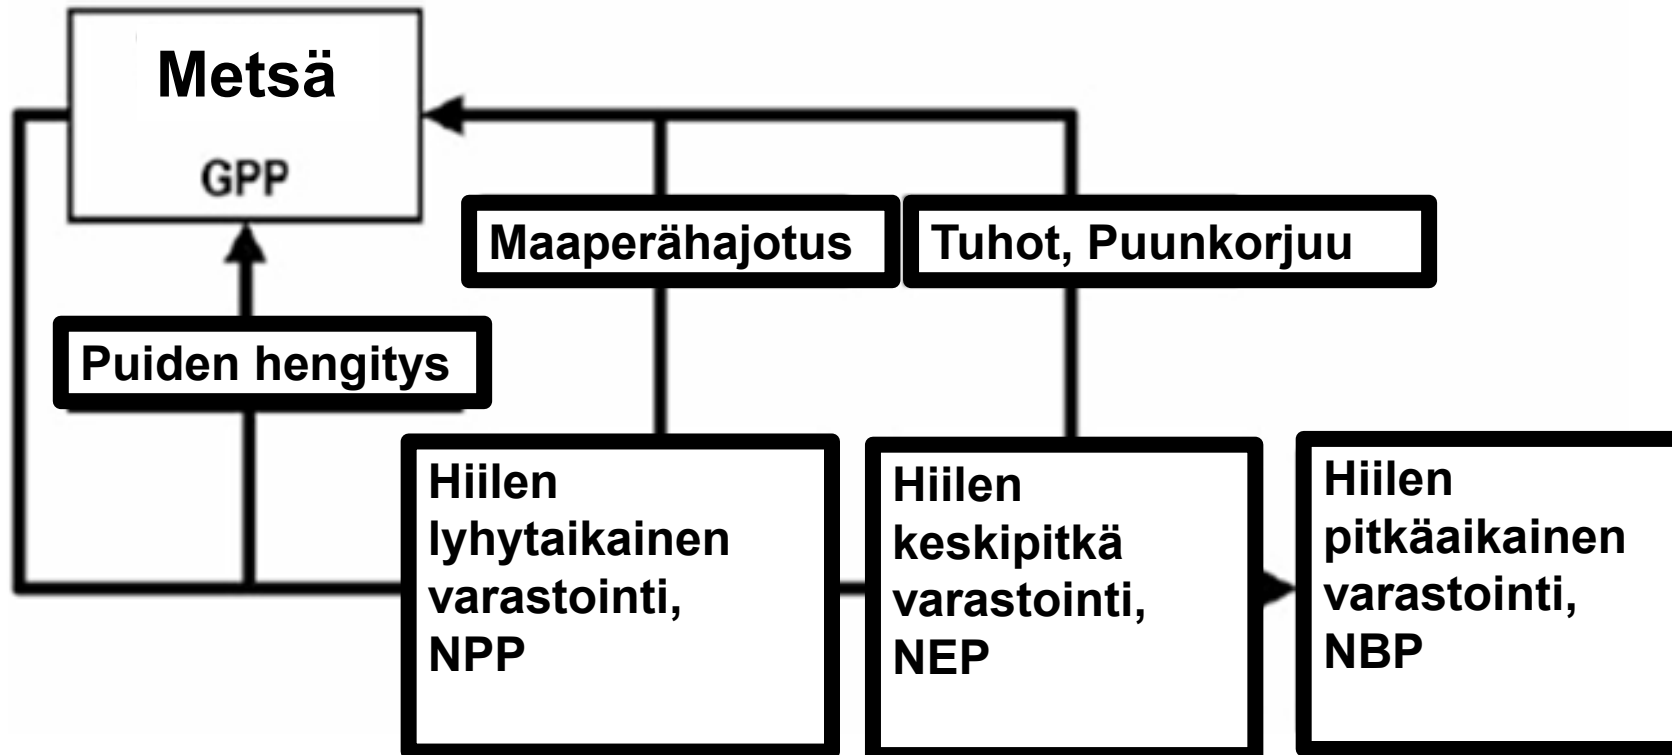 Metsä
GPP
Maaperähajotus
Tuhot, Puunkorjuu
Puiden hengitys
Hiilen
lyhytaikainen
varastointi,
NPP
Hiilen
keskipitkä
varastointi,
NEP
Hiilen
pitkäaikainen
varastointi,
NBP